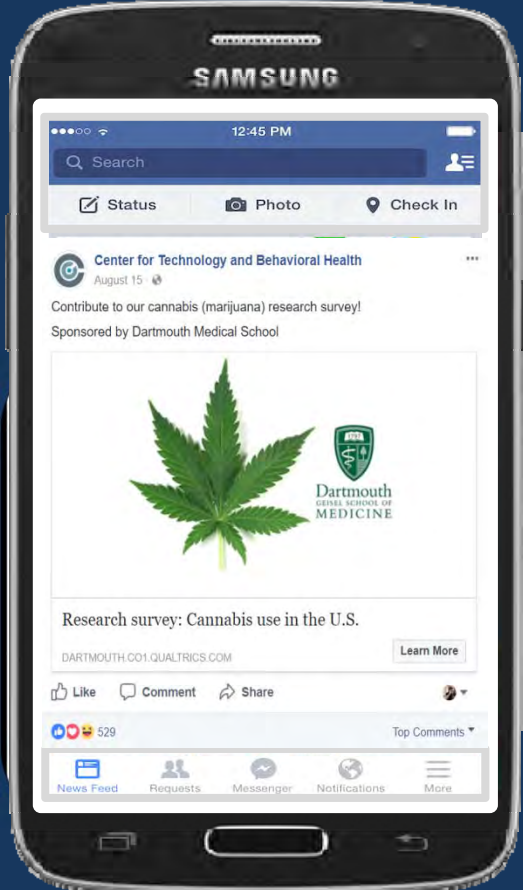 SAMSUNG
12:45 PM
Search
Status Photo Check In
Center for Technology and Behavioral Health
August 15
Contribute to our cannabis (marijuana) research survey!
Sponsored by Dartmouth Medical School
Dartmouth
GEISEL SCHOOL OF
MEDICINE
Research survey: Cannabis use in the U.S.
DARTMOUTH.CO1.QUALTRICS.COM
Learn More
Like Comment Share
529 Top Comments
News Feed Requests Messenger Notifications More